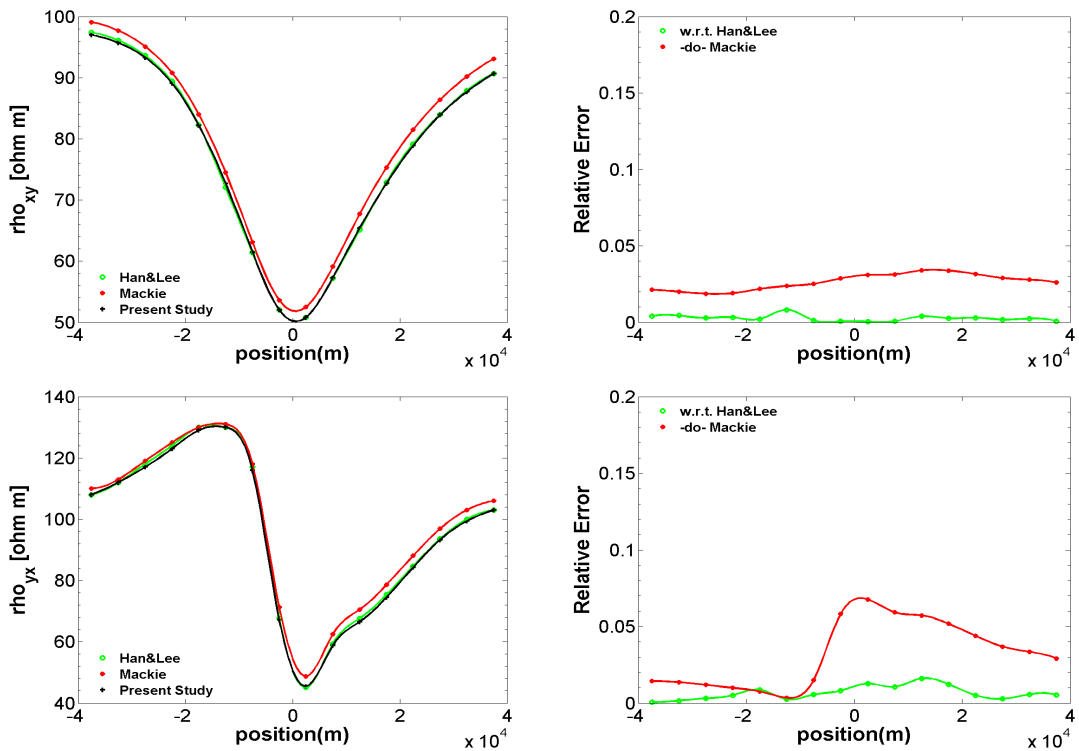 100
90
80
70
60
50
rho_xy [ohm m]
Han&Lee
Mackie
Present Study
-4
-2
0
2
4
position(m)
x 10^4
0.2
0.15
0.1
0.05
0
Relative Error
w.r.t. Han&Lee
-do- Mackie
-4
-2
0
2
4
position(m)
x 10^4
140
120
100
80
60
40
rho_yx [ohm m]
Han&Lee
Mackie
Present Study
-4
-2
0
2
4
position(m)
x 10^4
0.2
0.15
0.1
0.05
0
Relative Error
w.r.t. Han&Lee
-do- Mackie
-4
-2
0
2
4
position(m)
x 10^4